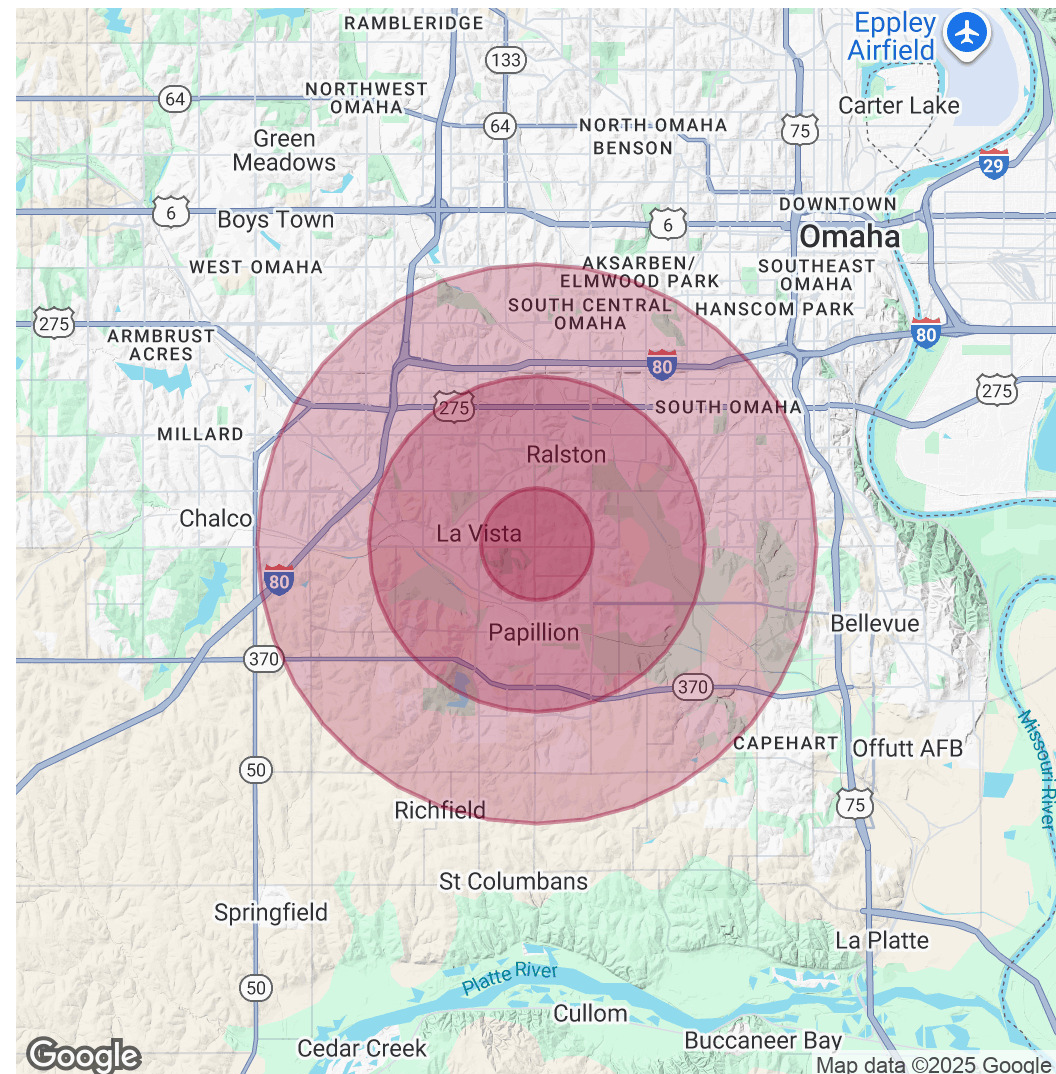 RAMBLERIDGE
Eppley
Airfield
133
NORTHWEST
OMAHA
64
Carter Lake
64
NORTH OMAHA
75
Green
Meadows
BENSON
29
DOWNTOWN
6
Boys Town
6
Omaha
WEST OMAHA
AKSARBEN/
ELMWOOD PARK
SOUTHEAST
OMAHA
SOUTH CENTRAL
OMAHA
HANSCOM PARK
275
ARMBRUST
ACRES
80
80
275
275
SOUTH OMAHA
MILLARD
Ralston
Chalco
La Vista
80
Bellevue
Papillion
370
370
CAPEHART
Offutt AFB
Missouri River
50
75
Richfield
St Columbans
Springfield
La Platte
Platte River
50
Cullom
Cedar Creek
Buccaneer Bay
Google
Map data ©2025 Google